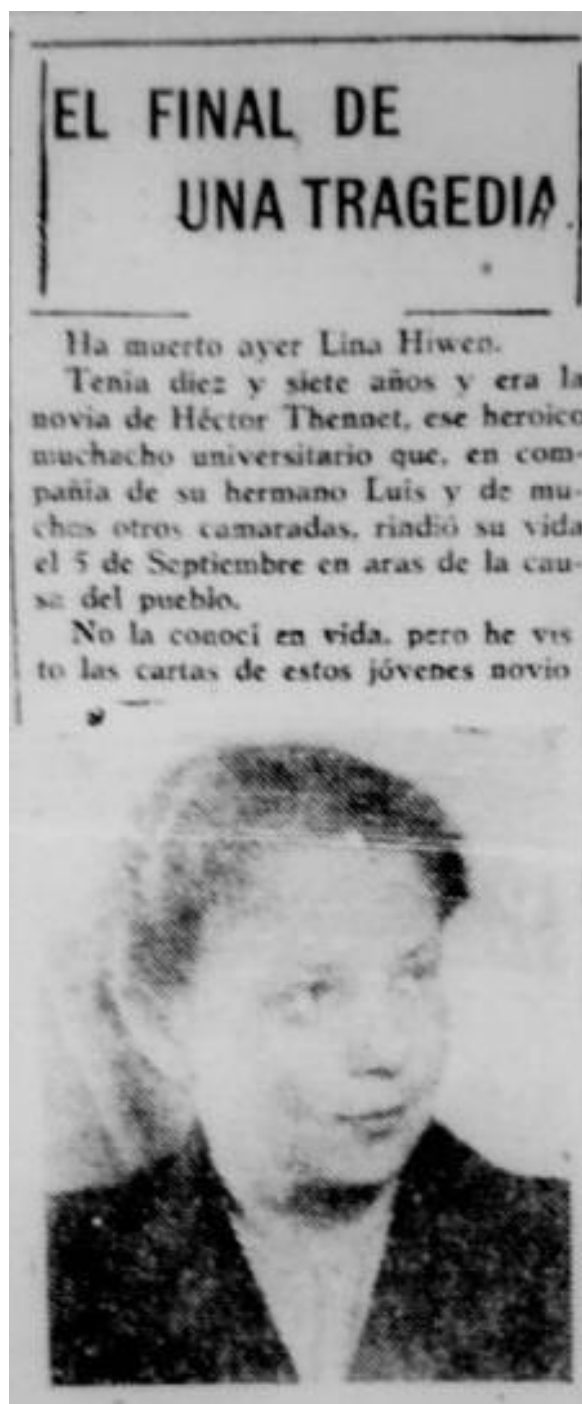 EL FINAL DE
UNA TRAGEDIA
Ha muerto ayer Lina Hiwen.
Tenia diez y siete años y era la
novia de Héctor Thennet, ese heroico
muchacho universitario que, en com-
pañia de su hermano Luis y de mu-
chos otros camaradas, rindió su vida
el 5 de Septiembre en aras de la cau-
sa del pueblo.
No la conocí en vida, pero he vis
to las cartas de estos jóvenes novio